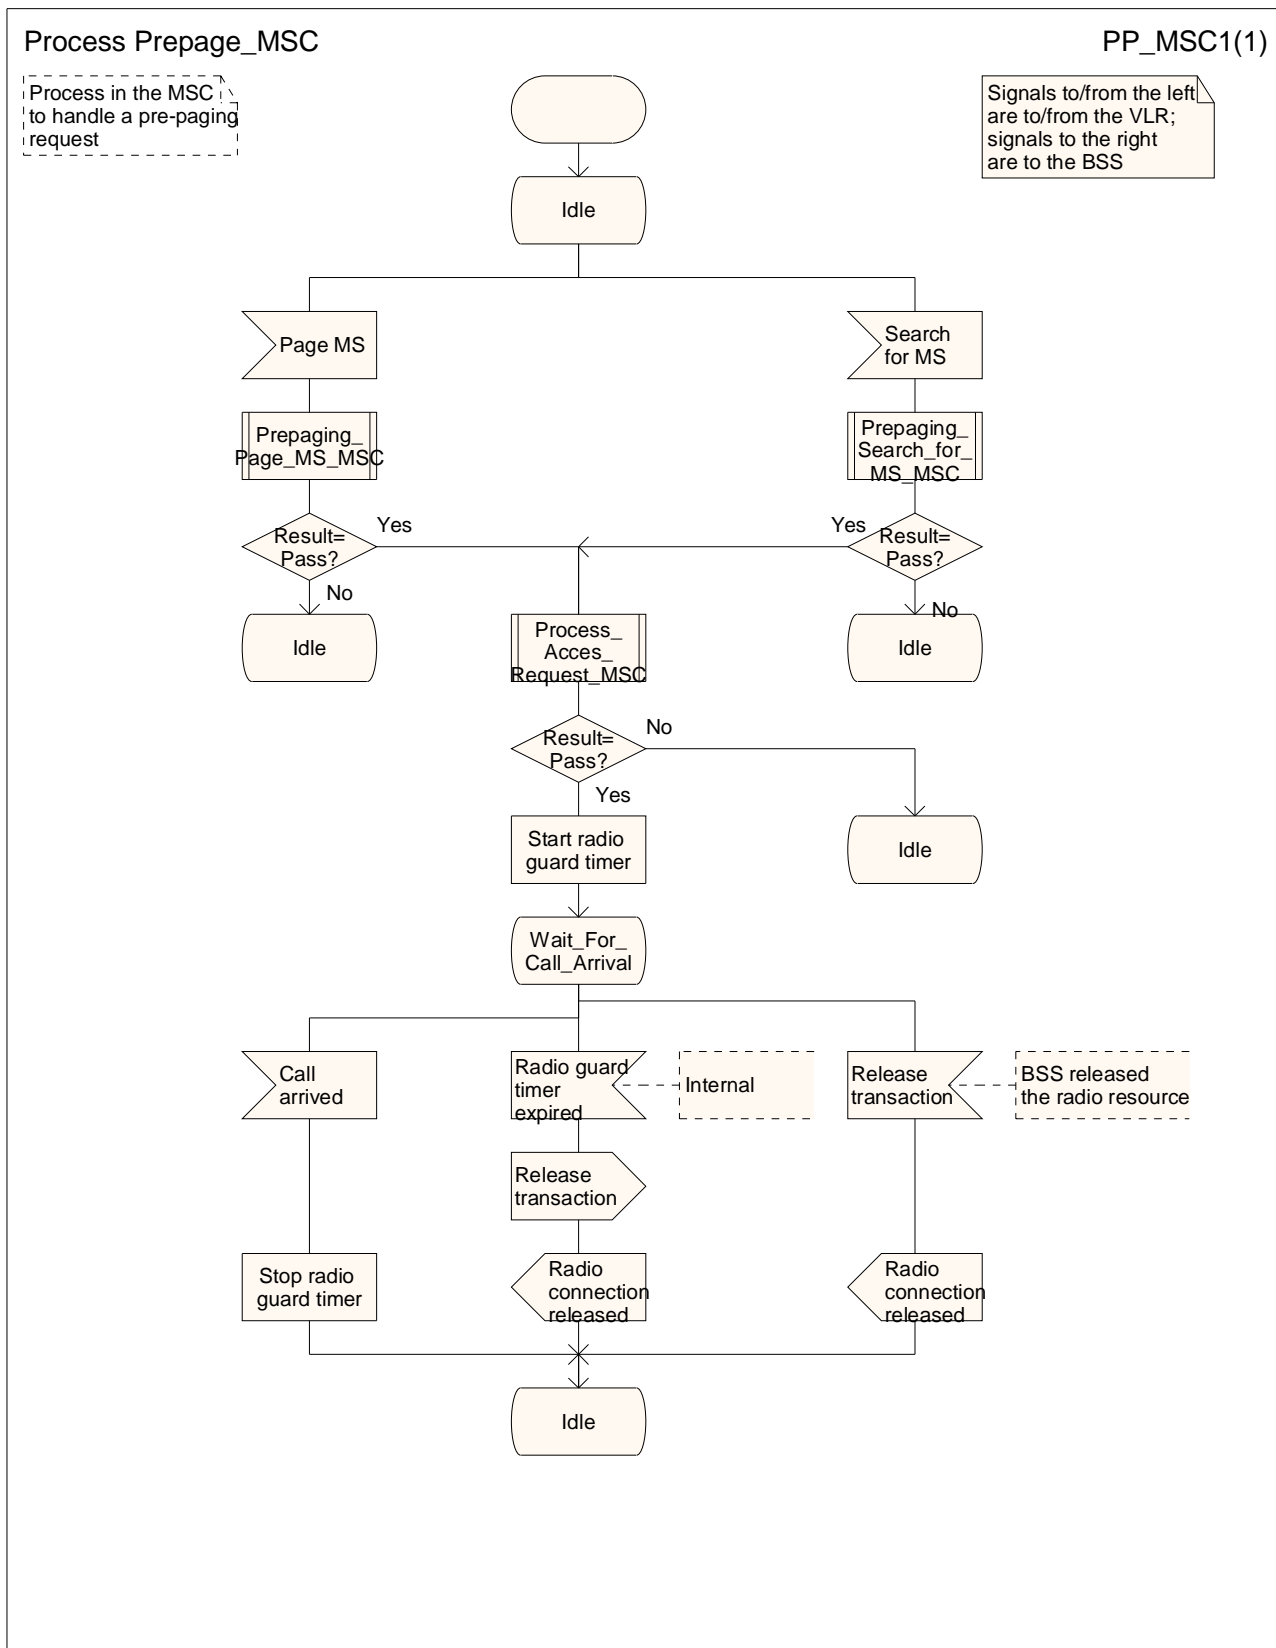 Process Prepage_MSC
PP_MSC1(1)
Process in the MSC
to handle a pre-paging
request
Signals to/from the left
are to/from the VLR;
signals to the right
are to the BSS
Idle
Page MS
Search
for MS
Prepaging_
Page_MS_MSC
Prepaging_
Search_for_
MS_MSC
Result=
Pass?
Yes
No
Yes
Result=
Pass?
No
Idle
Process_
Acces_
Request_MSC
Idle
Result=
Pass?
No
Yes
Start radio
guard timer
Idle
Wait_For_
Call_Arrival
Call
arrived
Radio guard
timer
expired
Internal
Release
transaction
BSS released
the radio resource
Release
transaction
Stop radio
guard timer
Radio
connection
released
Radio
connection
released
Idle